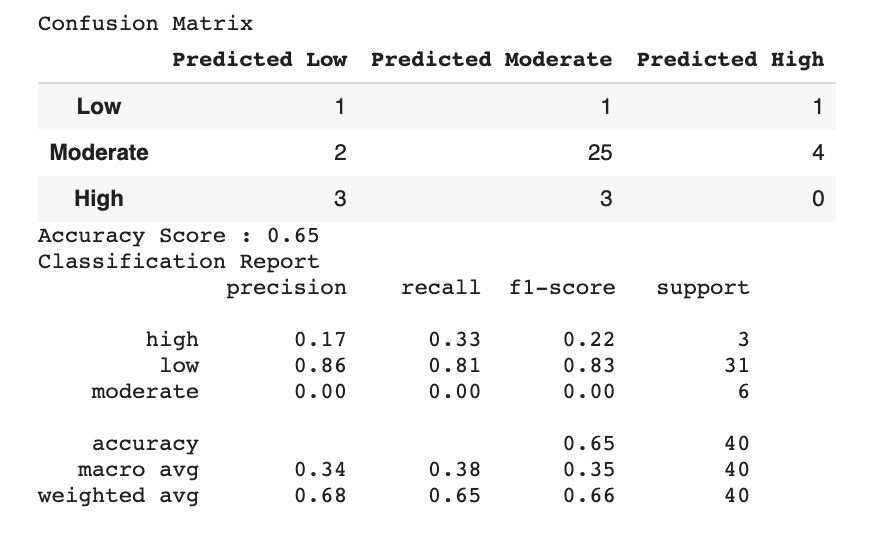 Confusion Matrix
Predicted Low Predicted Moderate Predicted High
Low 1 1 1
Moderate 2 25 4
High 3 3 0
Accuracy Score : 0.65
Classification Report
precision recall f1-score support
high 0.17 0.33 0.22 3
low 0.86 0.81 0.83 31
moderate 0.00 0.00 0.00 6
accuracy 0.65 40
macro avg 0.34 0.38 0.35 40
weighted avg 0.68 0.65 0.66 40